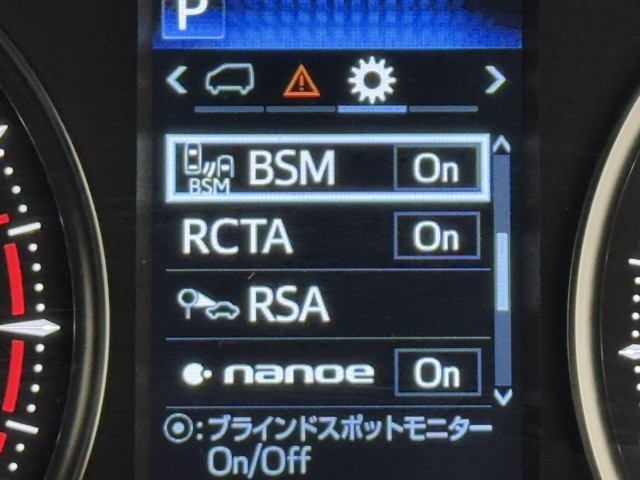 P
BSM BSM On
RCTA On
RSA
nanoe On
◉:ブラインドスポットモニター
On/Off